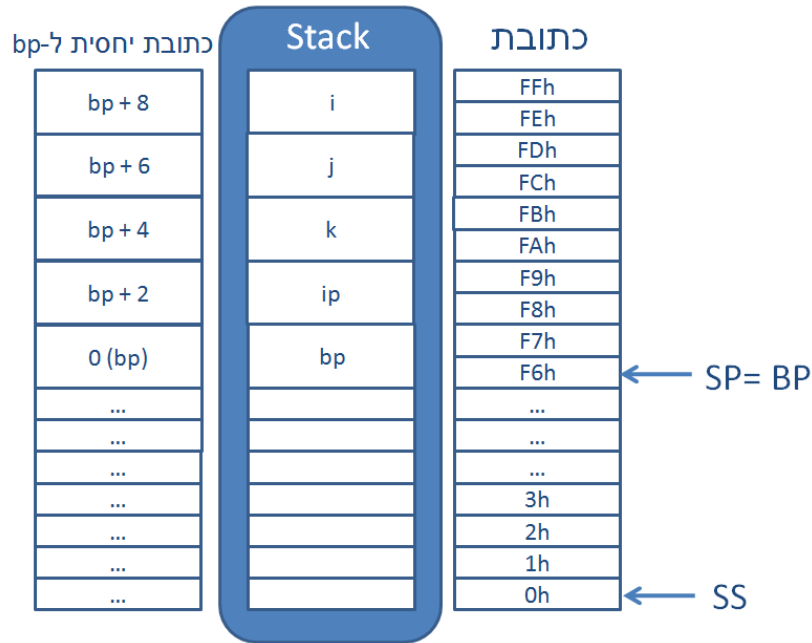 כתובת יחסית ל-bp
Stack
כתובת
bp + 8
i
FFh
FEh
bp + 6
j
FDh
FCh
bp + 4
k
FBh
FAh
bp + 2
ip
F9h
F8h
0 (bp)
bp
F7h
F6h
SP= BP
...
...
...
...
...
...
...
3h
...
2h
...
1h
...
0h
SS